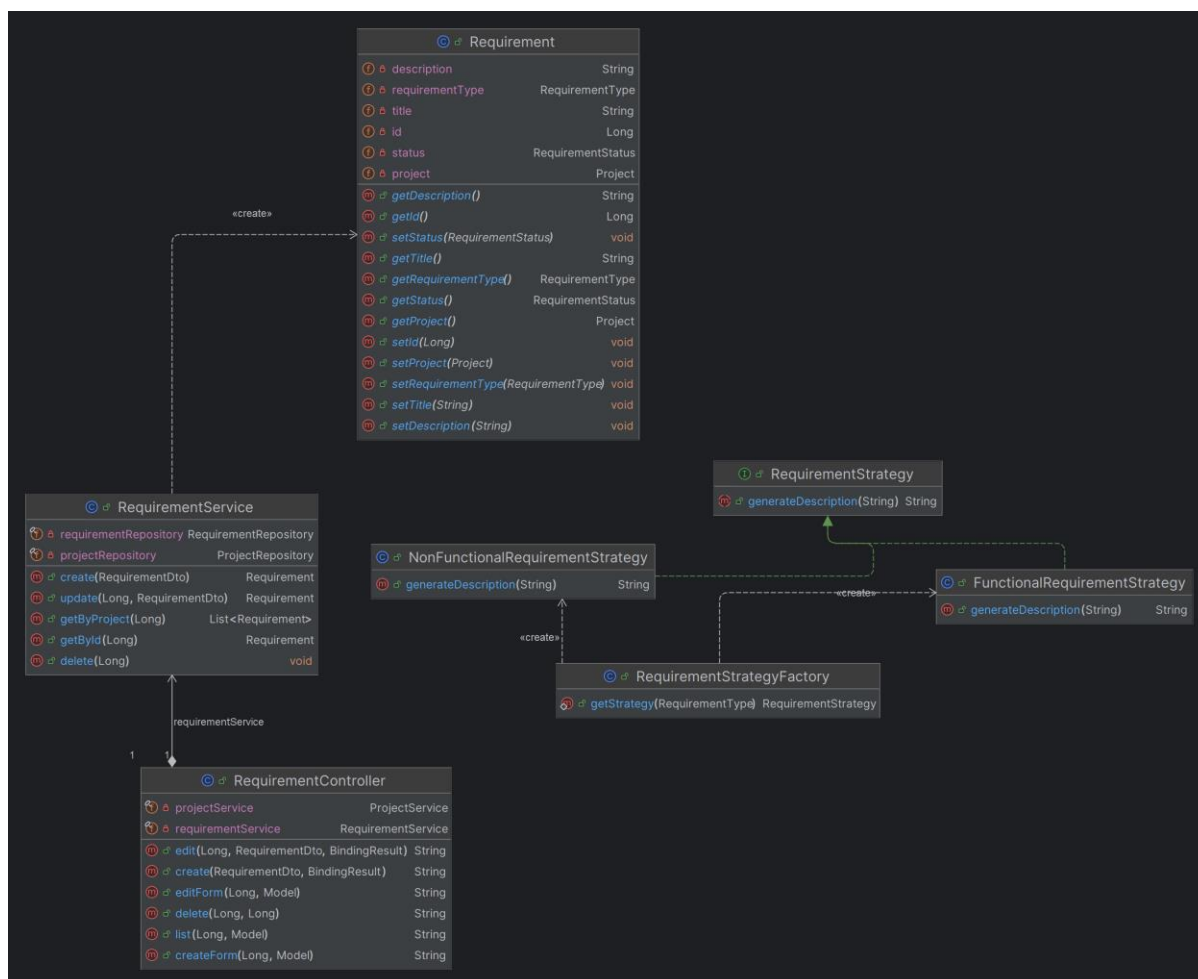 Requirement
description String
requirementType RequirementType
title String
id Long
status RequirementStatus
project Project
getDescription() String
getId() Long
setStatus(RequirementStatus) void
getTitle() String
getRequirementType() RequirementType
getStatus() RequirementStatus
getProject() Project
setId(Long) void
setProject(Project) void
setRequirementType(RequirementType) void
setTitle(String) void
setDescription(String) void
«create»
RequirementService
requirementRepository RequirementRepository
projectRepository ProjectRepository
create(RequirementDto) Requirement
update(Long, RequirementDto) Requirement
getByProject(Long) List<Requirement>
getById(Long) Requirement
delete(Long) void
RequirementStrategy
generateDescription(String) String
NonFunctionalRequirementStrategy
generateDescription(String) String
FunctionalRequirementStrategy
generateDescription(String) String
«create»
«create»
RequirementStrategyFactory
getStrategy(RequirementType) RequirementStrategy
requirementService
1 1
RequirementController
projectService ProjectService
requirementService RequirementService
edit(Long, RequirementDto, BindingResult) String
create(RequirementDto, BindingResult) String
editForm(Long, Model) String
delete(Long, Long) String
list(Long, Model) String
createForm(Long, Model) String